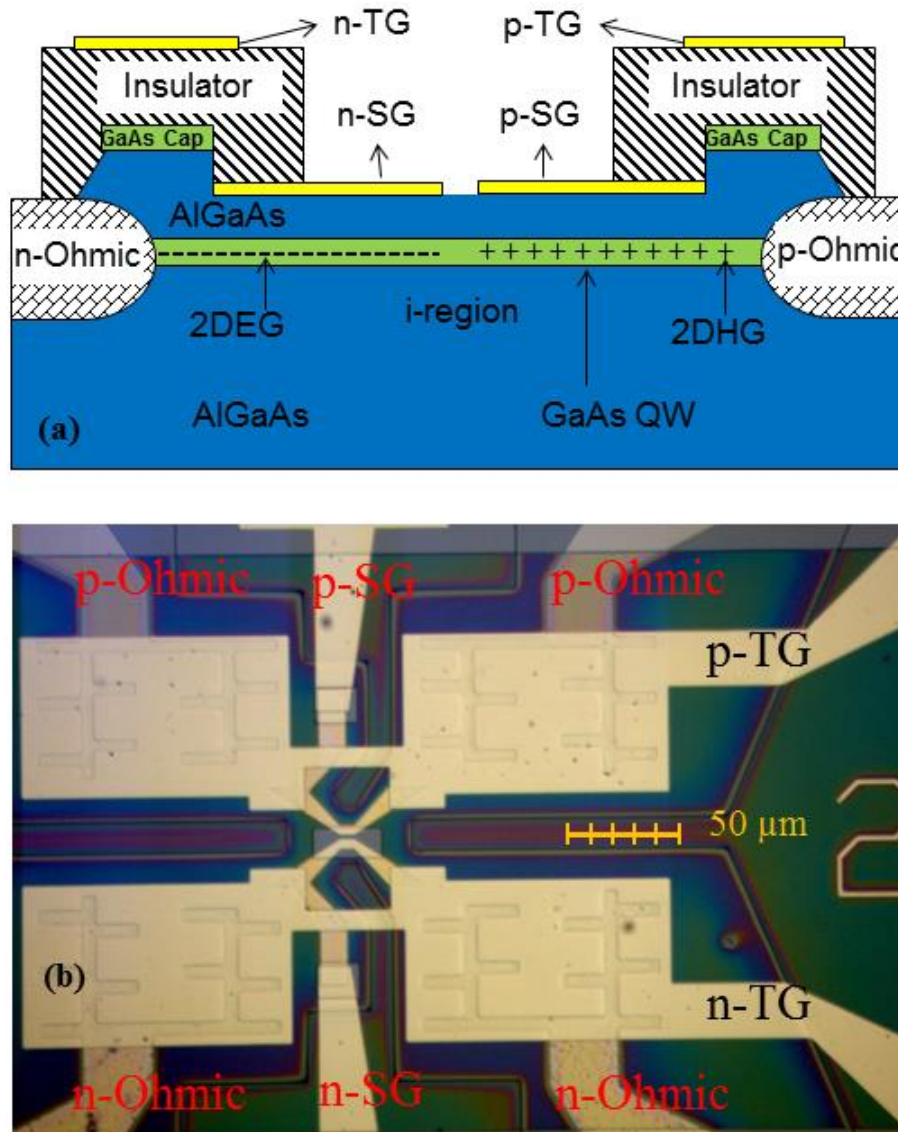 n-TG p-TG
Insulator Insulator
n-SG p-SG
GaAs Cap GaAs Cap
AlGaAs
n-Ohmic p-Ohmic
2DEG i-region 2DHG
AlGaAs GaAs QW
(a)
p-Ohmic p-SG p-Ohmic
p-TG
50 µm
(b)
n-TG
n-Ohmic n-SG n-Ohmic